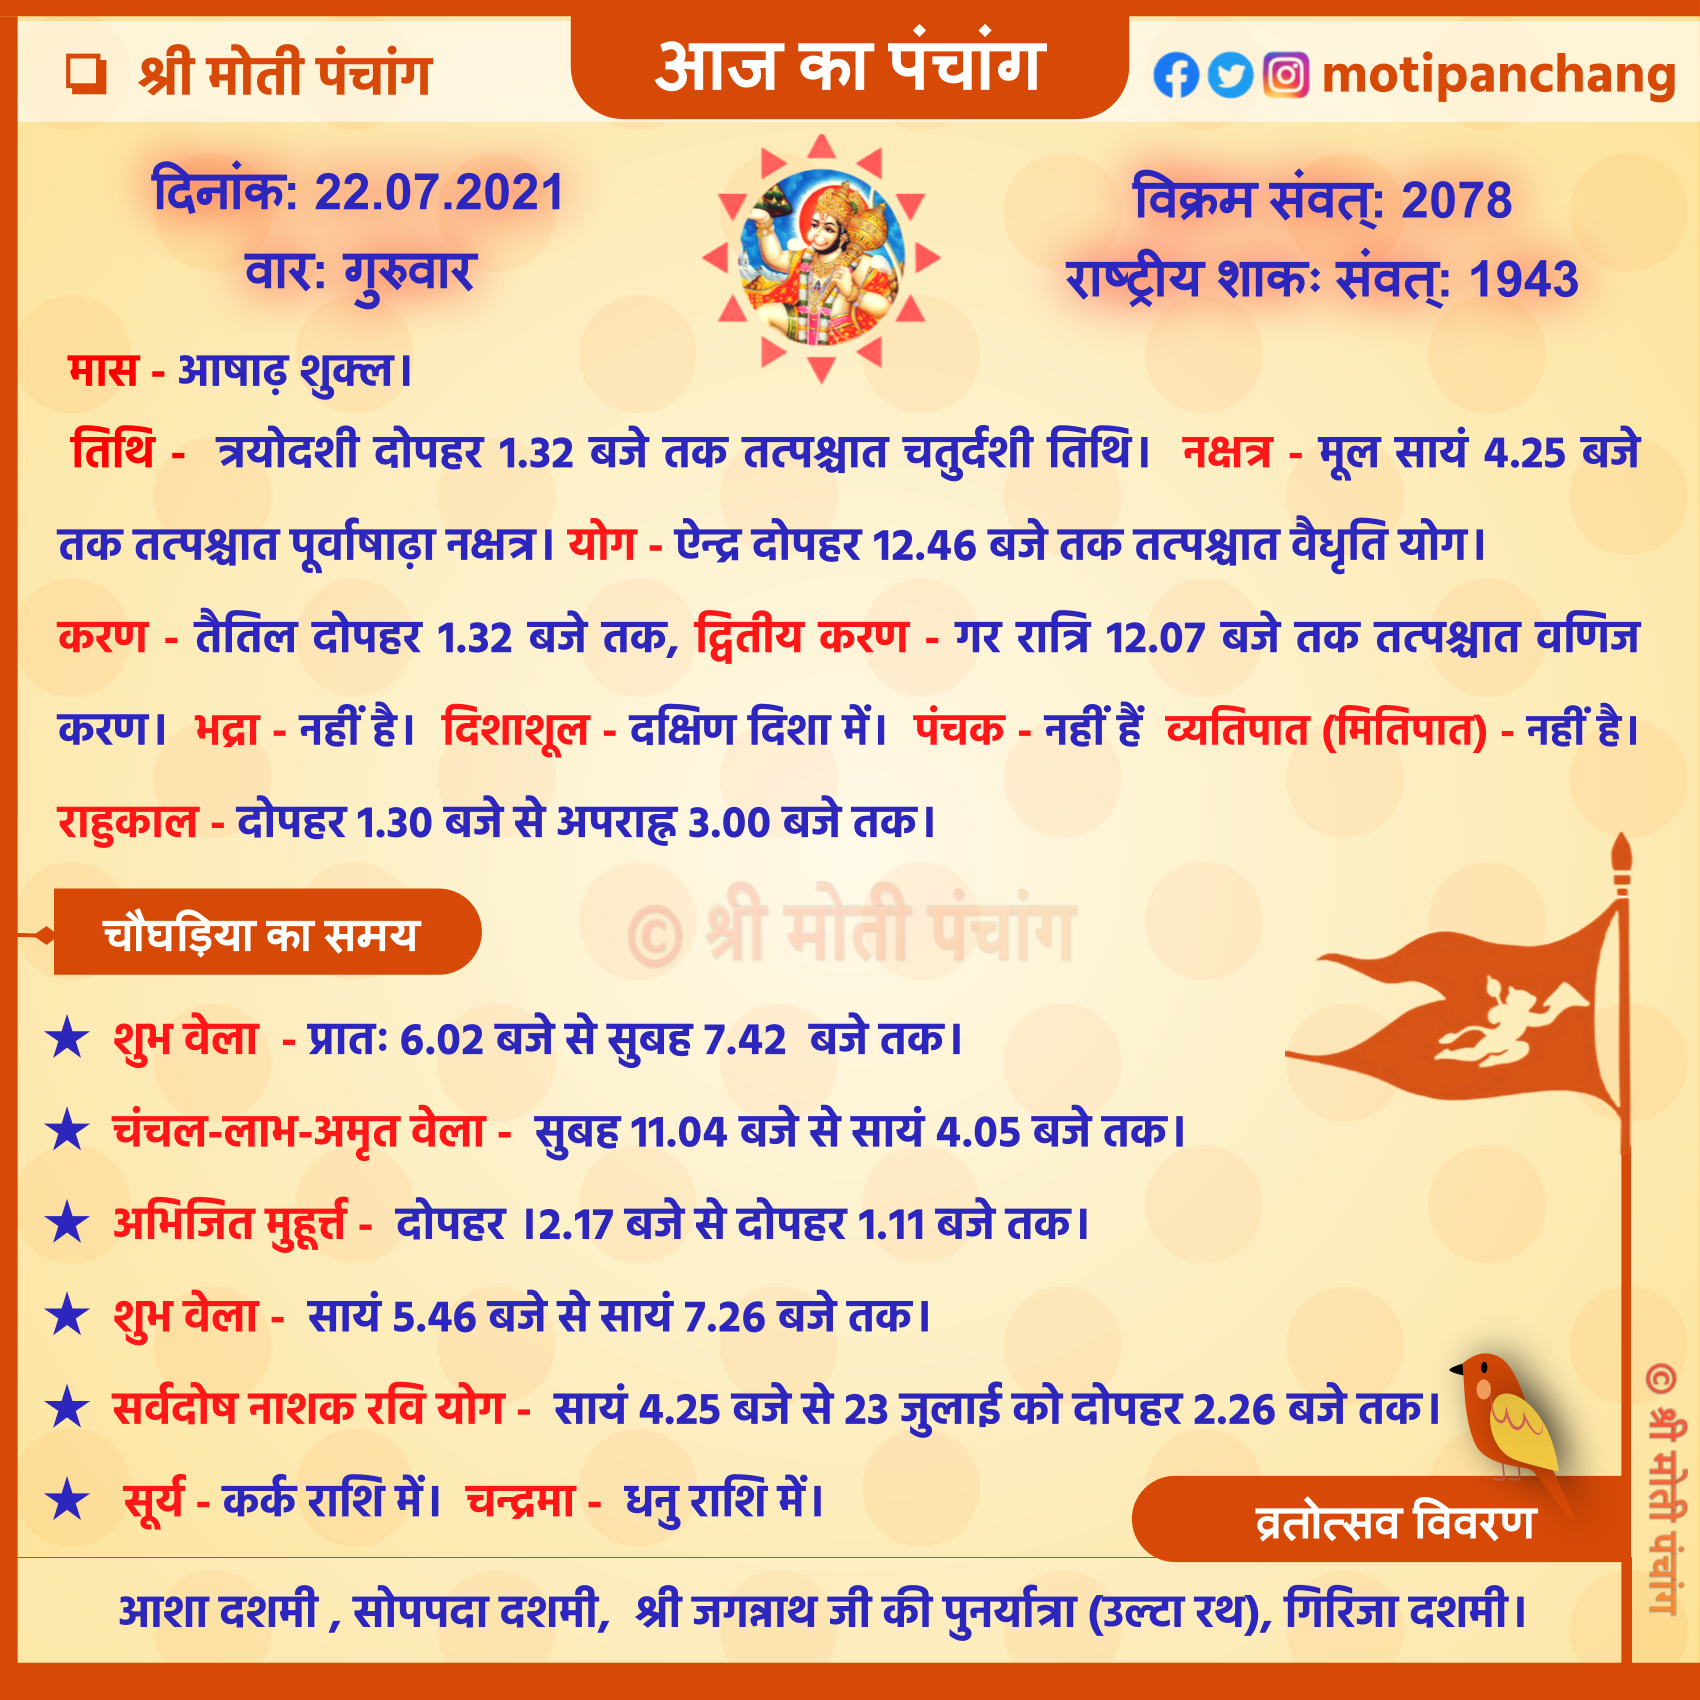 ❏ श्री मोती पंचांग
आज का पंचांग
motipanchang
दिनांक: 22.07.2021
वार: गुरुवार
विक्रम संवत्: 2078
राष्ट्रीय शाकः संवत्: 1943
मास - आषाढ़ शुक्ल।
तिथि - त्रयोदशी दोपहर 1.32 बजे तक तत्पश्चात चतुर्दशी तिथि। नक्षत्र - मूल सायं 4.25 बजे
तक तत्पश्चात पूर्वाषाढ़ा नक्षत्र। योग - ऐन्द्र दोपहर 12.46 बजे तक तत्पश्चात वैधृति योग।
करण - तैतिल दोपहर 1.32 बजे तक, द्वितीय करण - गर रात्रि 12.07 बजे तक तत्पश्चात वणिज
करण। भद्रा - नहीं है। दिशाशूल - दक्षिण दिशा में। पंचक - नहीं हैं व्यतिपात (मितिपात) - नहीं है।
राहुकाल - दोपहर 1.30 बजे से अपराह्न 3.00 बजे तक।
© श्री मोती पंचांग
चौघड़िया का समय
★ शुभ वेला - प्रातः 6.02 बजे से सुबह 7.42 बजे तक।
★ चंचल-लाभ-अमृत वेला - सुबह 11.04 बजे से सायं 4.05 बजे तक।
★ अभिजित मुहूर्त्त - दोपहर ।2.17 बजे से दोपहर 1.11 बजे तक।
★ शुभ वेला - सायं 5.46 बजे से सायं 7.26 बजे तक।
★ सर्वदोष नाशक रवि योग - सायं 4.25 बजे से 23 जुलाई को दोपहर 2.26 बजे तक।
★ सूर्य - कर्क राशि में। चन्द्रमा - धनु राशि में।
व्रतोत्सव विवरण
© श्री मोती पंचांग
आशा दशमी , सोपपदा दशमी, श्री जगन्नाथ जी की पुनर्यात्रा (उल्टा रथ), गिरिजा दशमी।